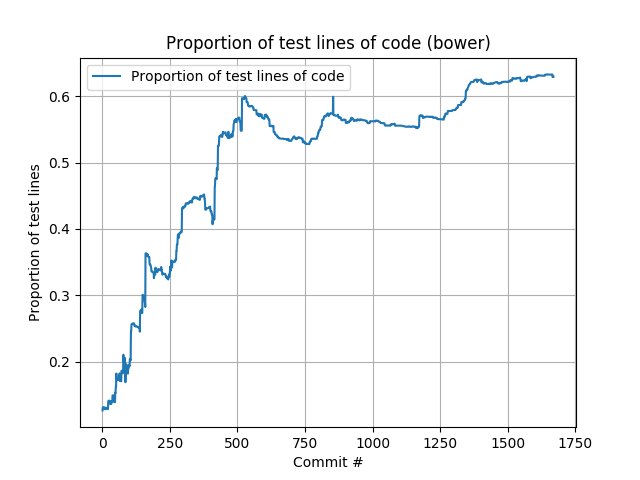 Proportion of test lines of code (bower)
Proportion of test lines of code
Proportion of test lines
0.6
0.5
0.4
0.3
0.2
0 250 500 750 1000 1250 1500 1750
Commit #